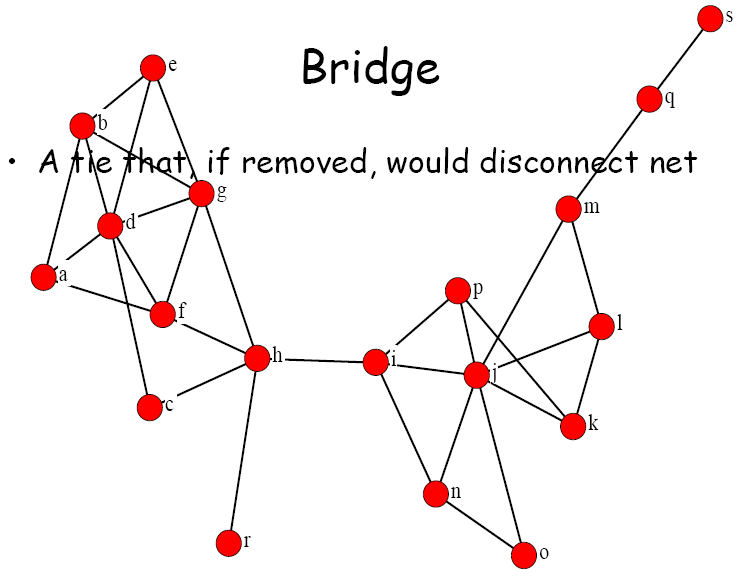 s
e
Bridge
q
b
• A tie that, if removed, would disconnect net
g
m
d
a
p
f
l
h
i
j
c
k
n
r
o